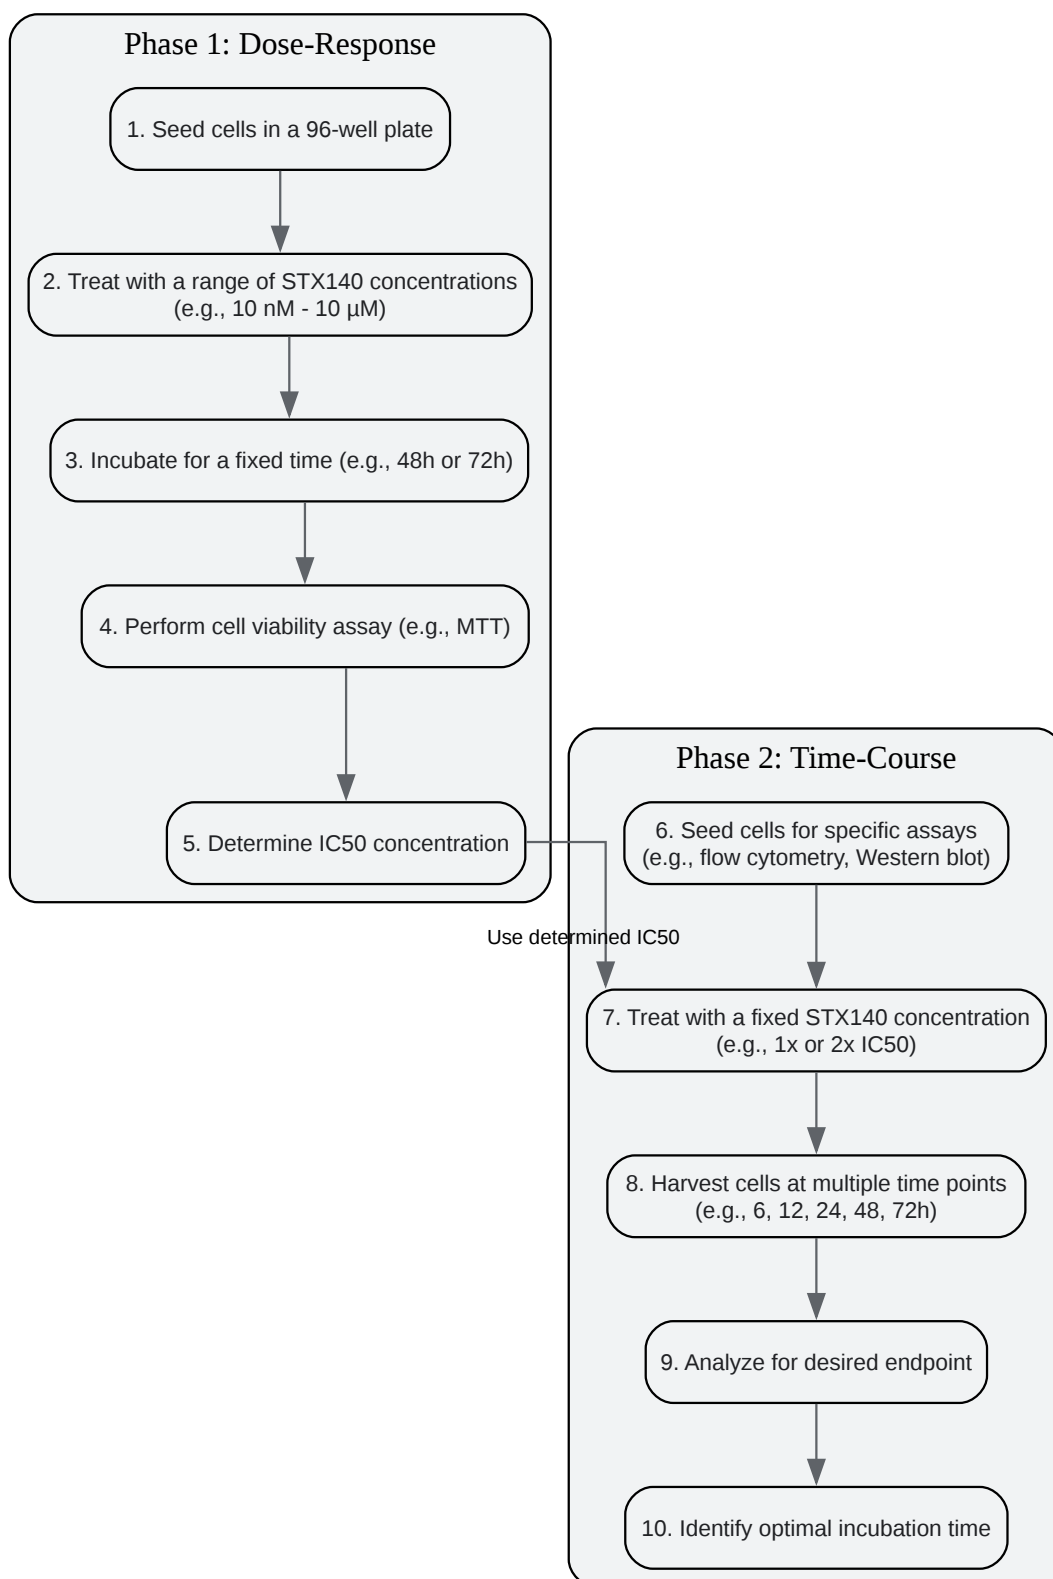 Phase 1: Dose-Response
1. Seed cells in a 96-well plate
2. Treat with a range of STX140 concentrations
(e.g., 10 nM - 10 µM)
3. Incubate for a fixed time (e.g., 48h or 72h)
4. Perform cell viability assay (e.g., MTT)
5. Determine IC50 concentration
Use determined IC50
Phase 2: Time-Course
6. Seed cells for specific assays
(e.g., flow cytometry, Western blot)
7. Treat with a fixed STX140 concentration
(e.g., 1x or 2x IC50)
8. Harvest cells at multiple time points
(e.g., 6, 12, 24, 48, 72h)
9. Analyze for desired endpoint
10. Identify optimal incubation time